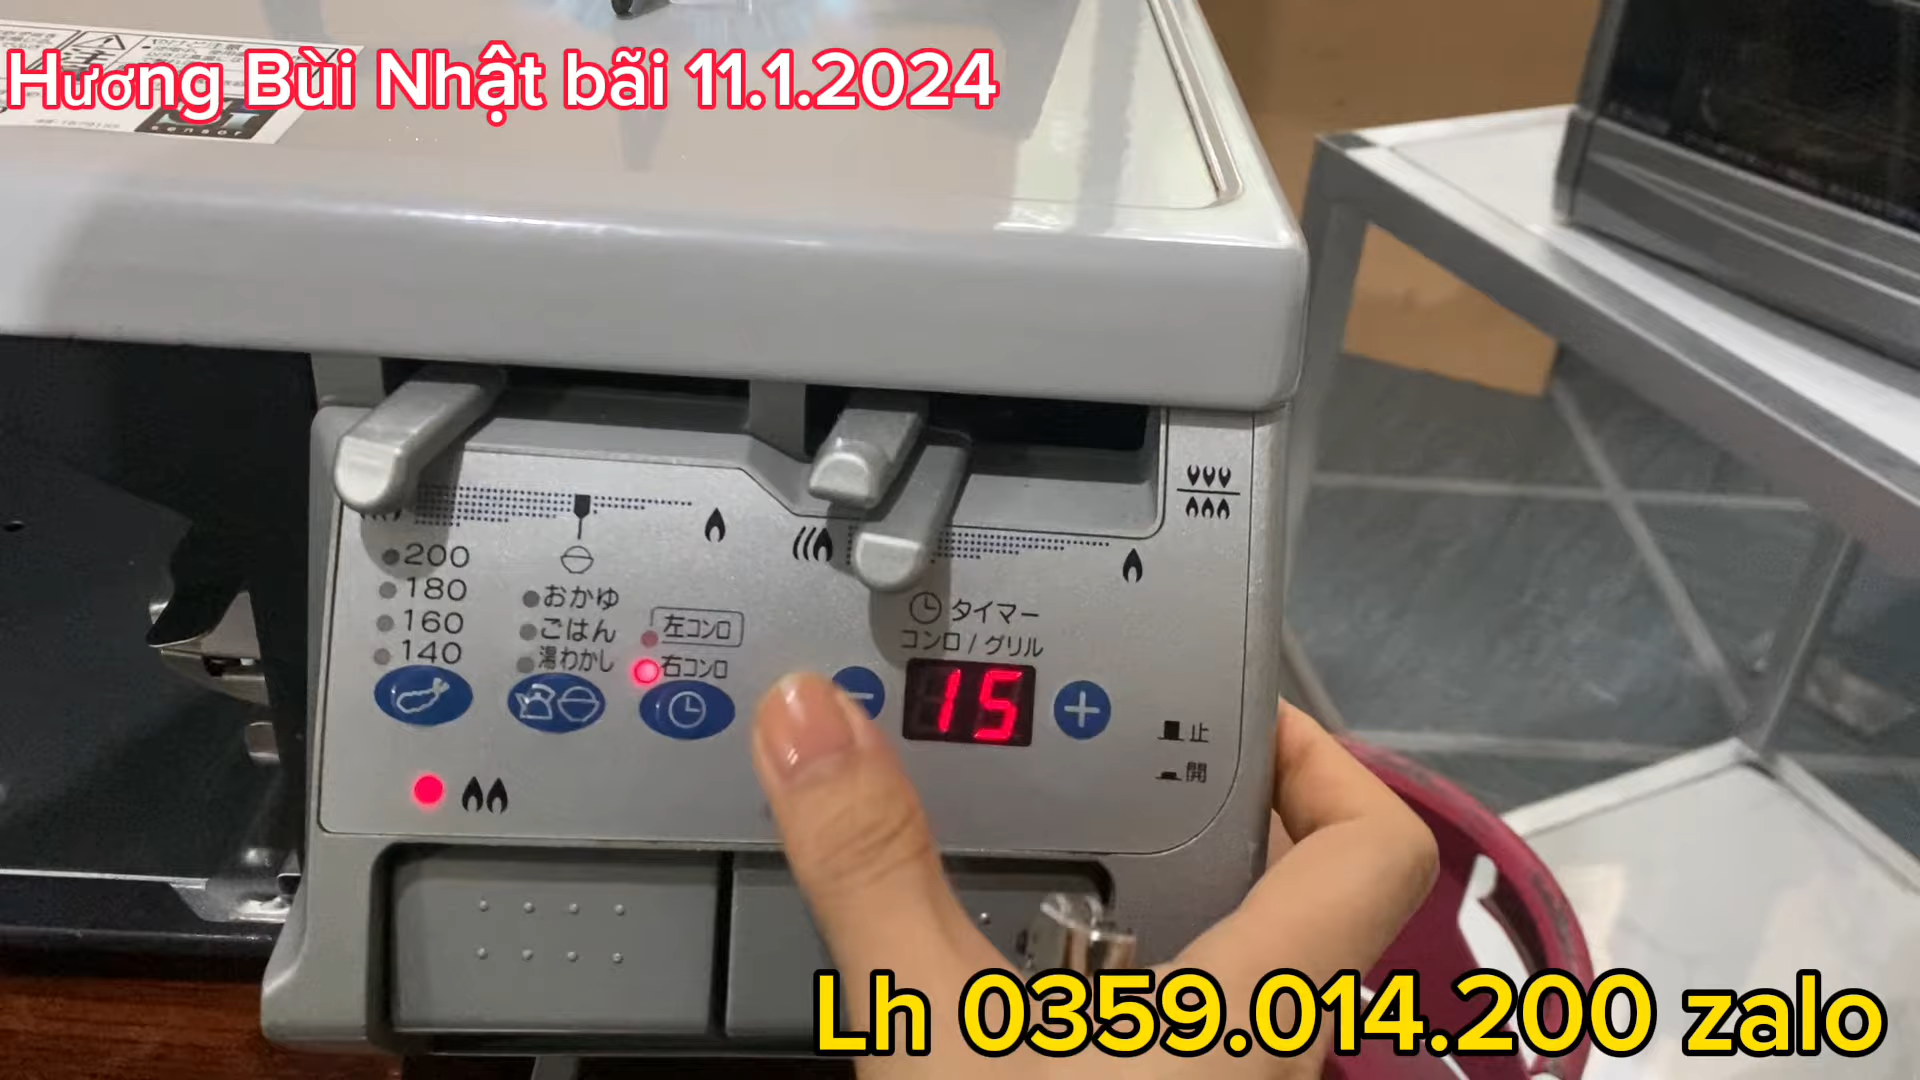 Hương Bùi Nhật bãi 11.1.2024
sensor
200
180
160
140
おかゆ
ごはん
湯わかし
左コンロ
右コンロ
タイマー
コンロ / グリル
15
止
開
Lh 0359.014.200 zalo